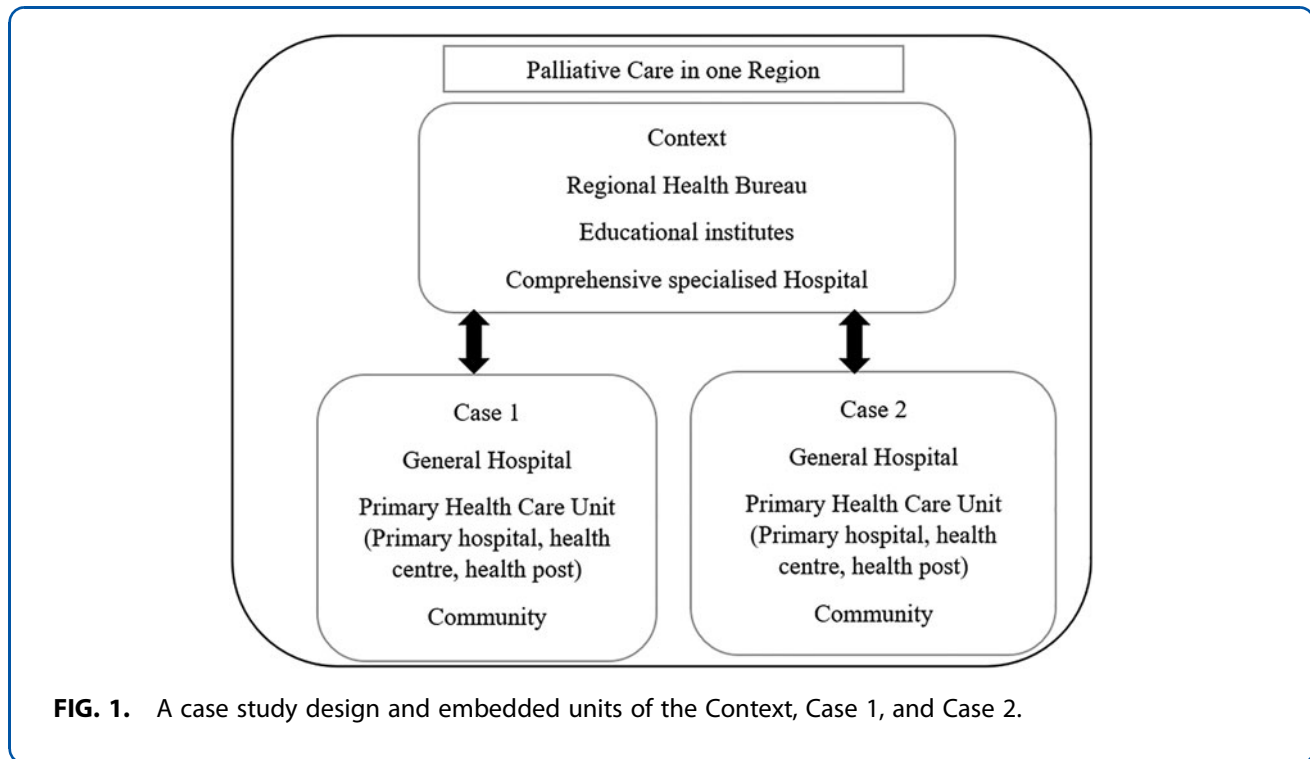 Palliative Care in one Region
Context
Regional Health Bureau
Educational institutes
Comprehensive specialised Hospital
Case 1
General Hospital
Primary Health Care Unit
(Primary hospital, health
centre, health post)
Community
Case 2
General Hospital
Primary Health Care Unit
(Primary hospital, health
centre, health post)
Community
FIG. 1. A case study design and embedded units of the Context, Case 1, and Case 2.